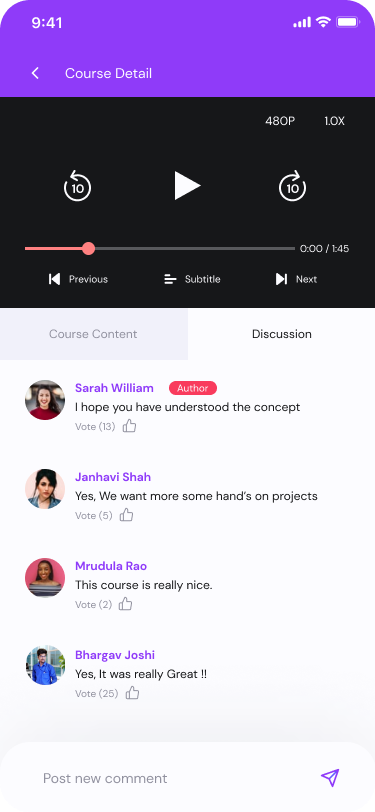 9:41
Course Detail
480P 1.0X
10 10
0:00 / 1:45
Previous Subtitle Next
Course Content Discussion
Sarah William Author
I hope you have understood the concept
Vote (13)
Janhavi Shah
Yes, We want more some hand's on projects
Vote (5)
Mrudula Rao
This course is really nice.
Vote (2)
Bhargav Joshi
Yes, It was really Great !!
Vote (25)
Post new comment